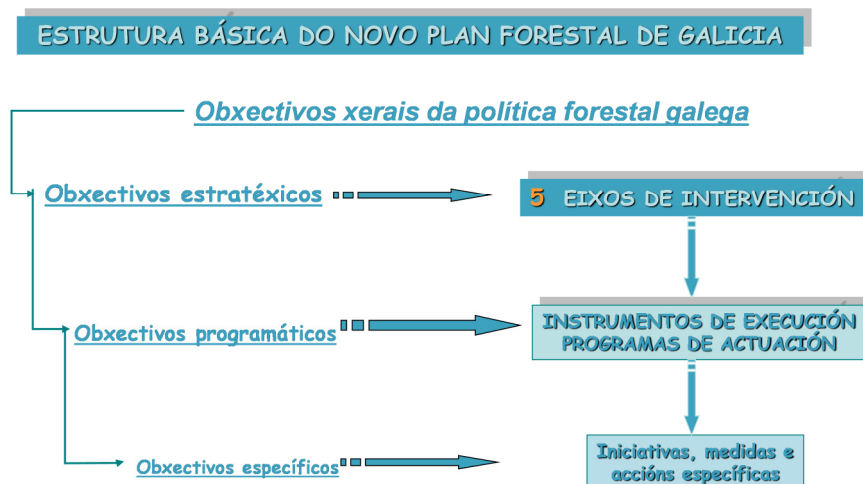 ESTRUTURA BÁSICA DO NOVO PLAN FORESTAL DE GALICIA
Obxectivos xerais da política forestal galega
Obxectivos estratéxicos
5 EIXOS DE INTERVENCIÓN
Obxectivos programáticos
INSTRUMENTOS DE EXECUCIÓN
PROGRAMAS DE ACTUACIÓN
Obxectivos específicos
Iniciativas, medidas e
accións específicas